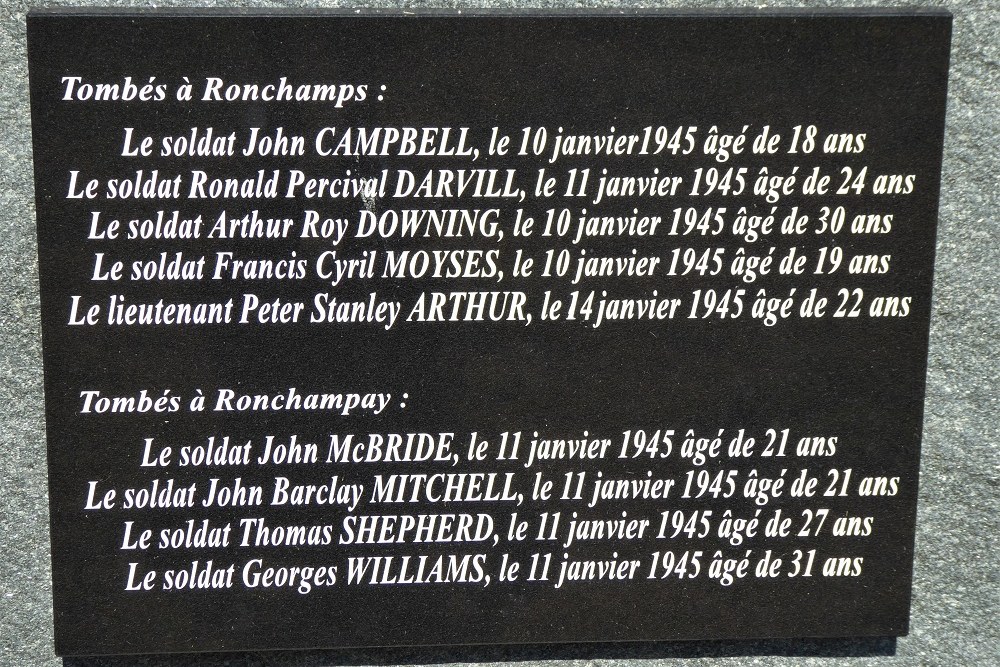 Tombés à Ronchamps :
Le soldat John CAMPBELL, le 10 janvier1945 âgé de 18 ans
Le soldat Ronald Percival DARVILL, le 11 janvier 1945 âgé de 24 ans
Le soldat Arthur Roy DOWNING, le 10 janvier 1945 âgé de 30 ans
Le soldat Francis Cyril MOYSES, le 10 janvier 1945 âgé de 19 ans
Le lieutenant Peter Stanley ARTHUR, le 14 janvier 1945 âgé de 22 ans
Tombés à Ronchampay :
Le soldat John McBRIDE, le 11 janvier 1945 âgé de 21 ans
Le soldat John Barclay MITCHELL, le 11 janvier 1945 âgé de 21 ans
Le soldat Thomas SHEPHERD, le 11 janvier 1945 âgé de 27 ans
Le soldat Georges WILLIAMS, le 11 janvier 1945 âgé de 31 ans